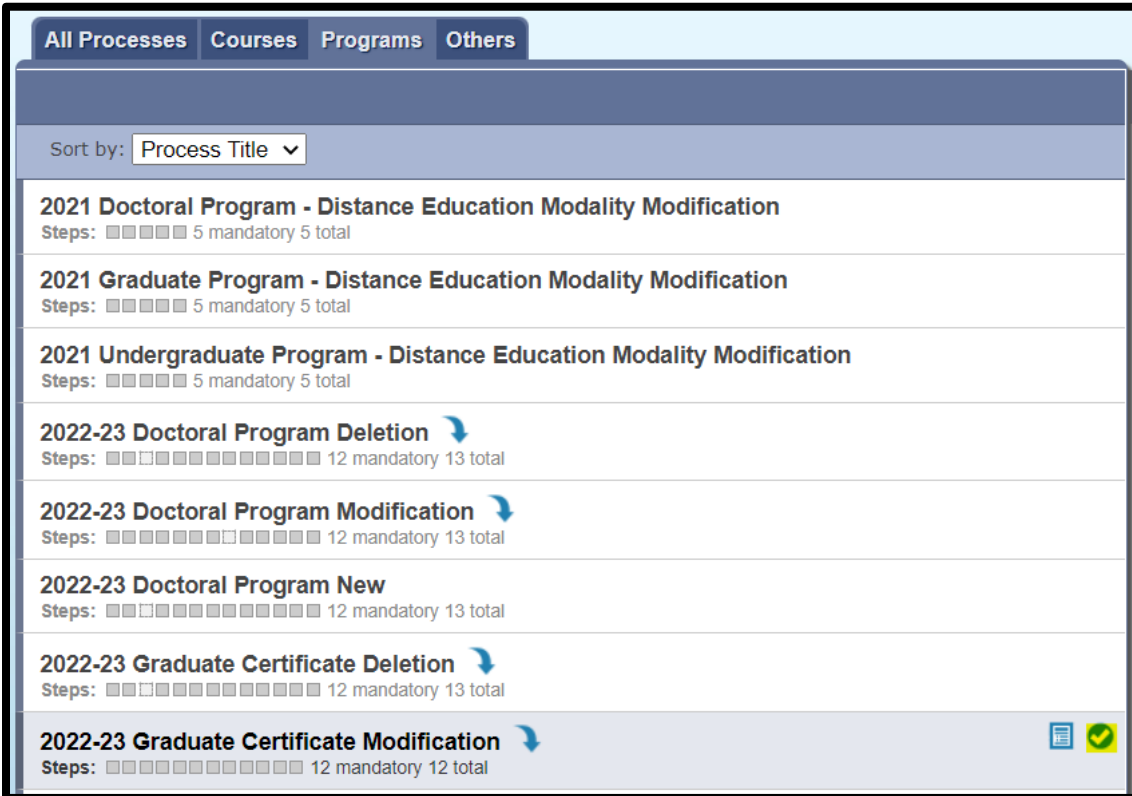 All Processes Courses Programs Others
Sort by: Process Title
2021 Doctoral Program - Distance Education Modality Modification
Steps: 5 mandatory 5 total
2021 Graduate Program - Distance Education Modality Modification
Steps: 5 mandatory 5 total
2021 Undergraduate Program - Distance Education Modality Modification
Steps: 5 mandatory 5 total
2022-23 Doctoral Program Deletion
Steps: 12 mandatory 13 total
2022-23 Doctoral Program Modification
Steps: 12 mandatory 13 total
2022-23 Doctoral Program New
Steps: 12 mandatory 13 total
2022-23 Graduate Certificate Deletion
Steps: 12 mandatory 13 total
2022-23 Graduate Certificate Modification
Steps: 12 mandatory 12 total